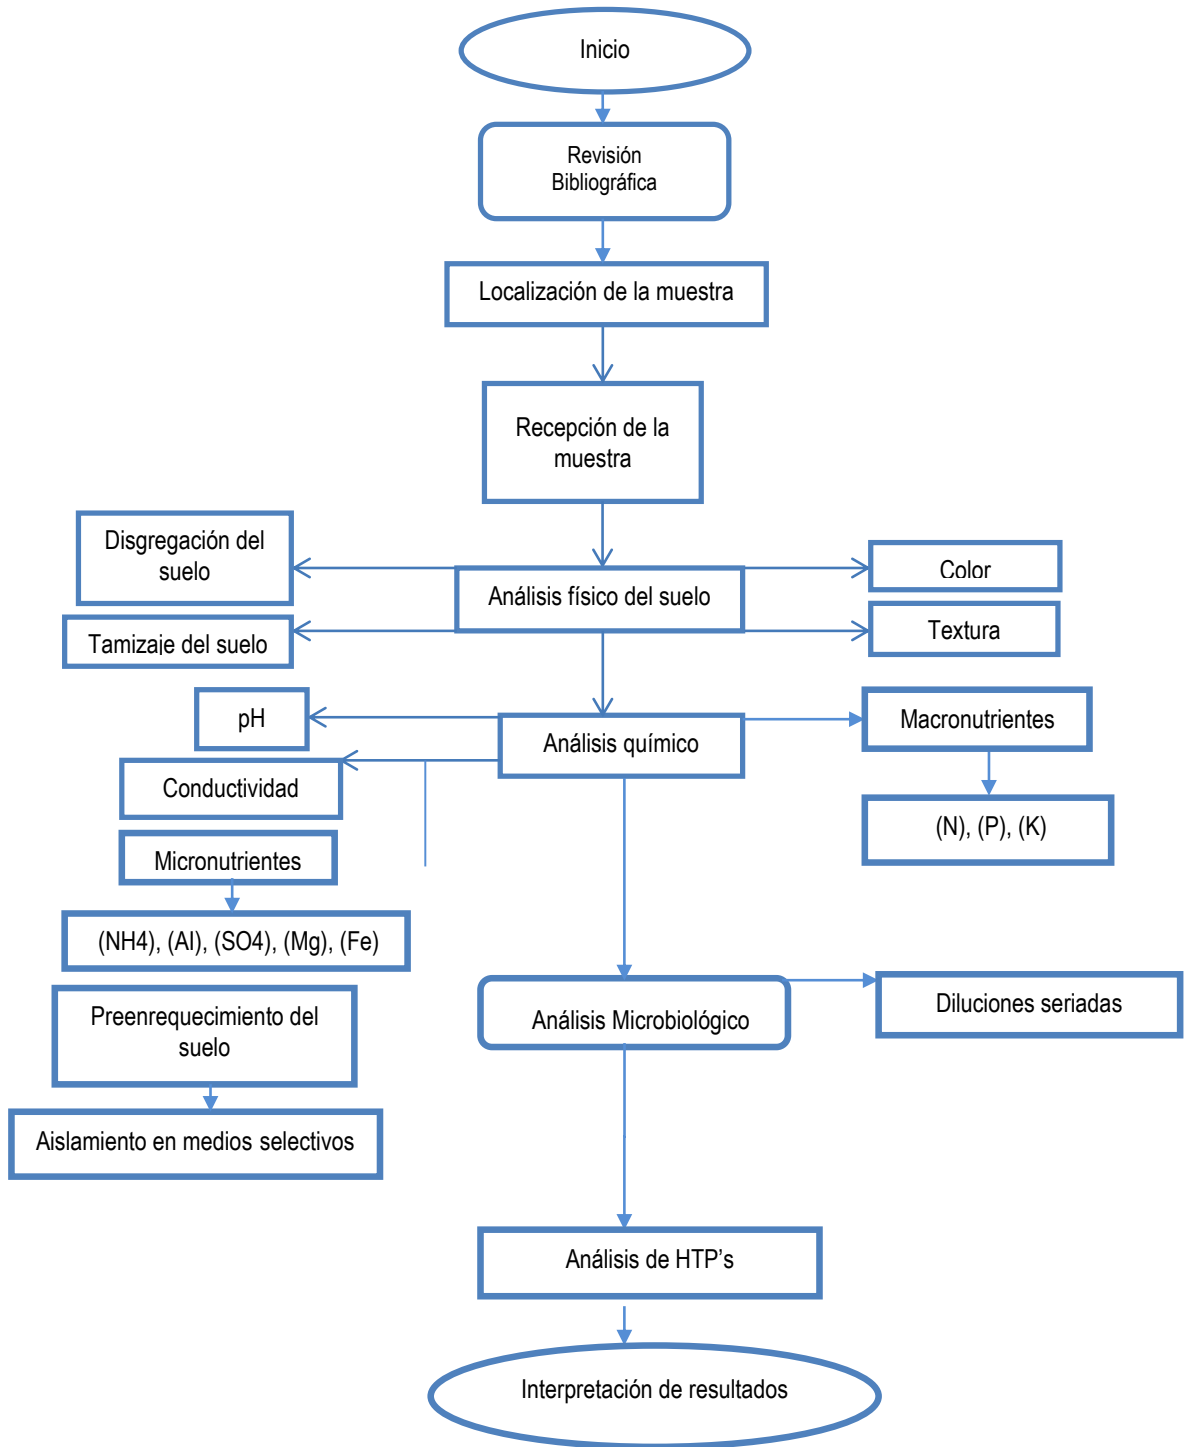 Inicio
Revisión
Bibliográfica
Localización de la muestra
Recepción de la
muestra
Disgregación del
suelo
Color
Análisis físico del suelo
Tamizaje del suelo
Textura
pH
Análisis químico
Macronutrientes
Conductividad
(N), (P), (K)
Micronutrientes
(NH4), (Al), (SO4), (Mg), (Fe)
Preenrequecimiento del
suelo
Análisis Microbiológico
Diluciones seriadas
Aislamiento en medios selectivos
Análisis de HTP’s
Interpretación de resultados